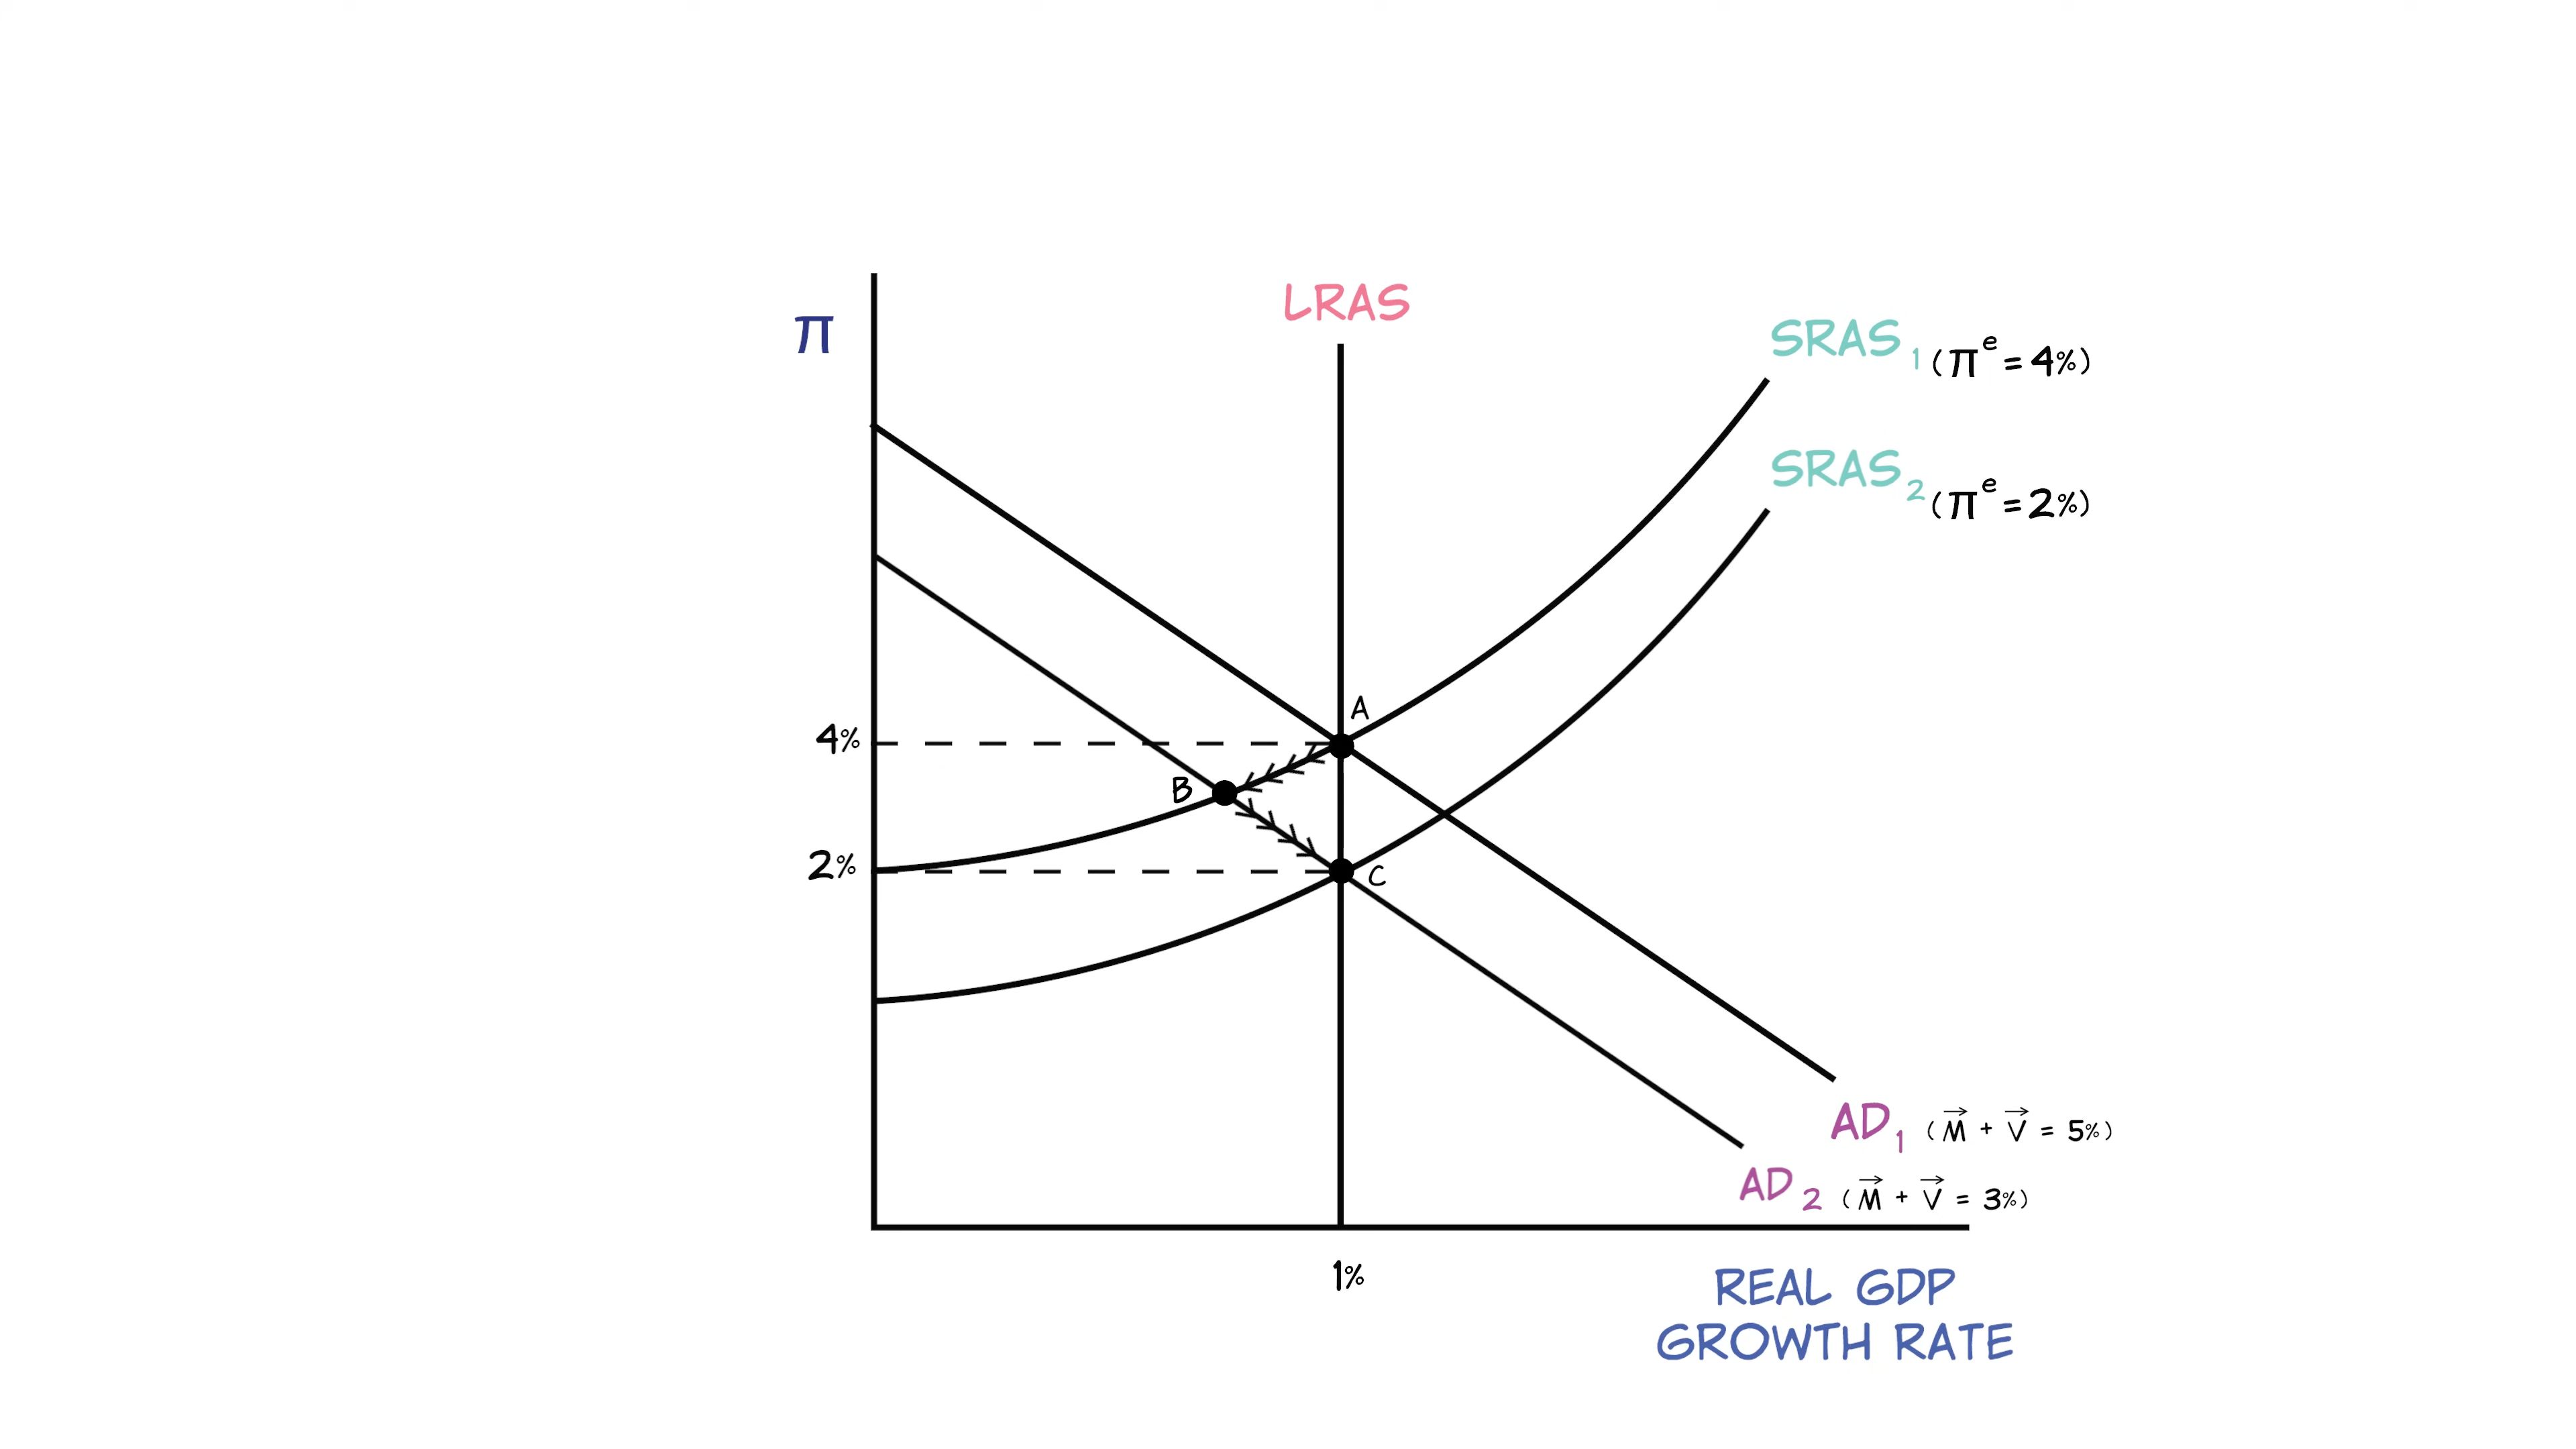 LRAS
π
SRAS₁ (πᵉ = 4%)
SRAS₂ (πᵉ = 2%)
A
4%
B
2%
C
AD₁ (M⃗ + V⃗ = 5%)
AD₂ (M⃗ + V⃗ = 3%)
1%
REAL GDP
GROWTH RATE